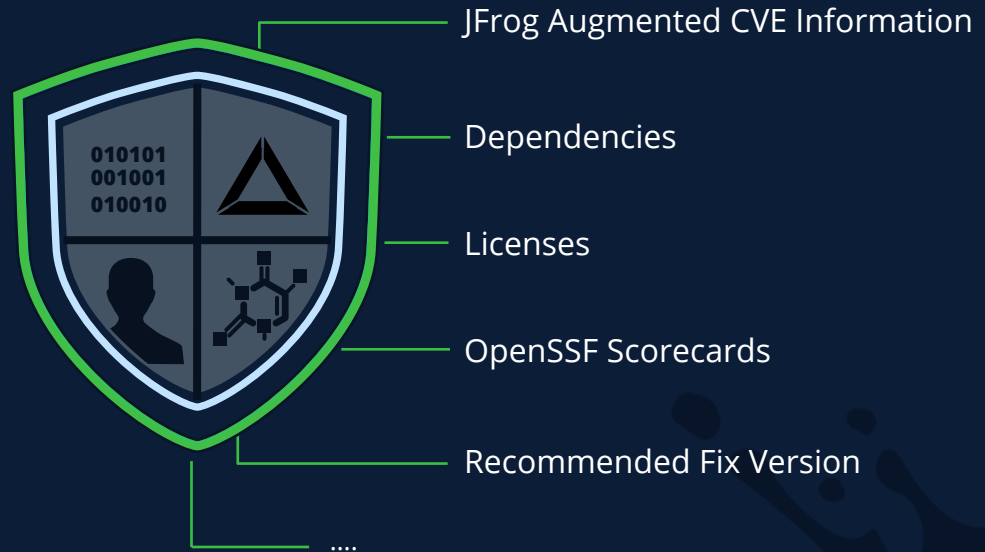 JFrog Augmented CVE Information
010101
001001
010010
Dependencies
Licenses
OpenSSF Scorecards
Recommended Fix Version
....